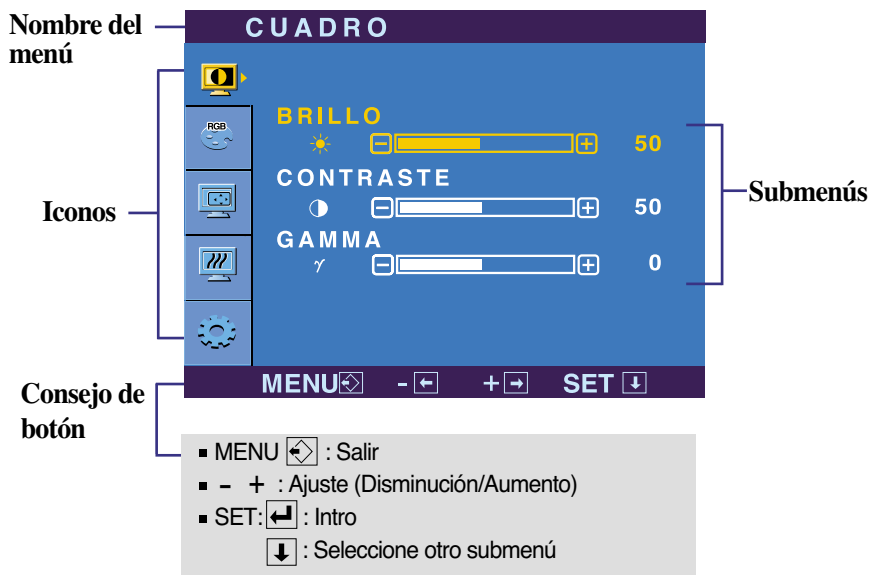 Nombre del
menú
CUADRO
RGB
BRILLO
50
CONTRASTE
50
GAMMA
γ
0
Iconos
Submenús
Consejo de
botón
MENU - + SET
MENU : Salir
- + : Ajuste (Disminución/Aumento)
SET: : Intro
: Seleccione otro submenú